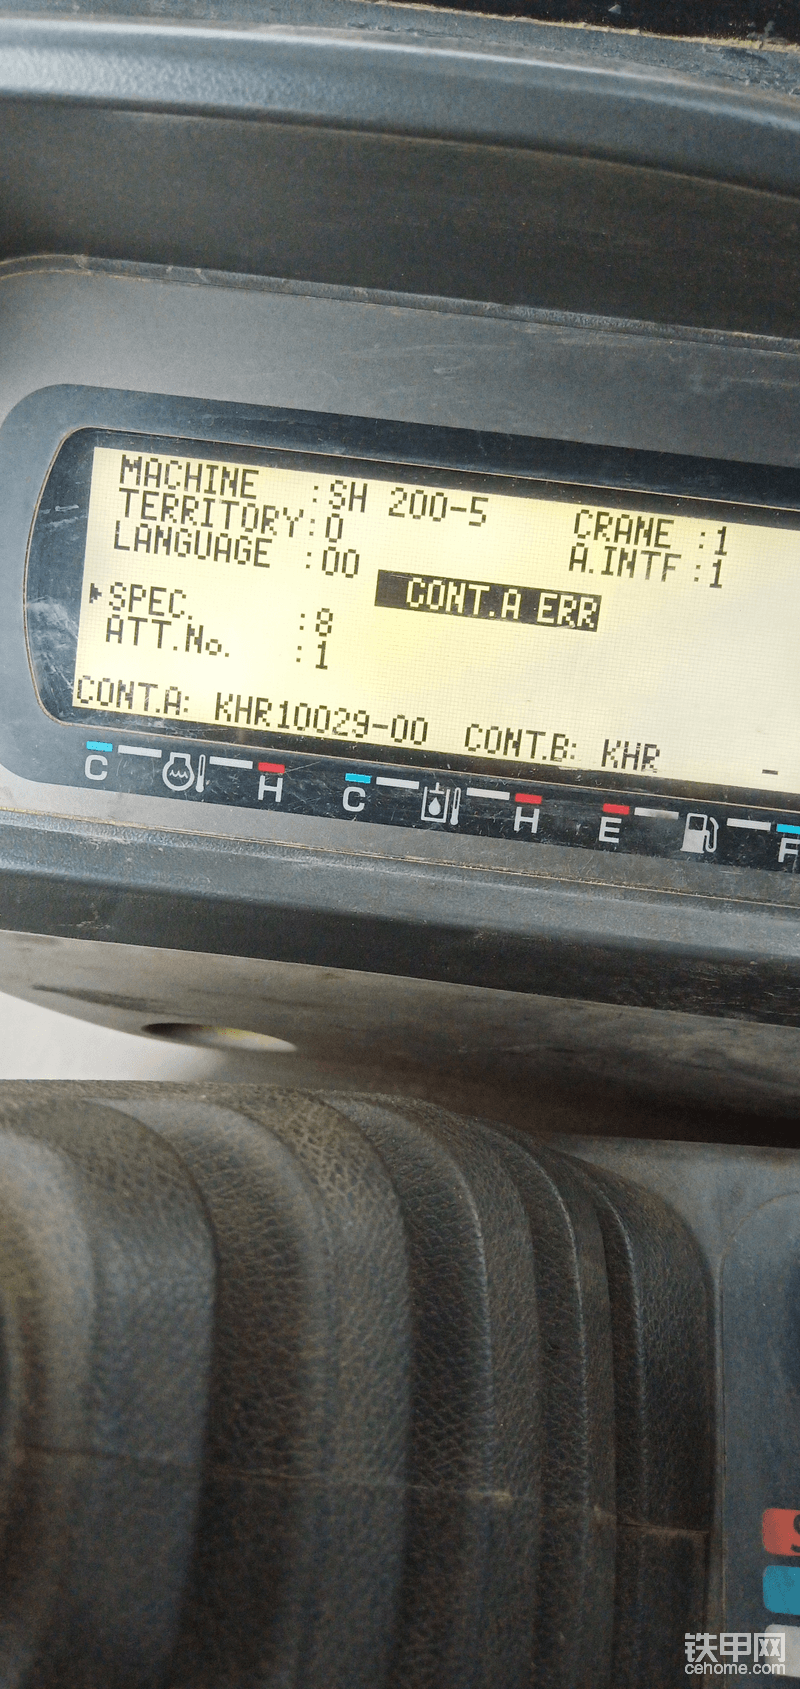 MACHINE :SH 200-5 CRANE :1
TERRITORY:0 A.INTF :1
LANGUAGE :00
CONT.A ERR
▶SPEC. :8
ATT.No. :1
CONT.A: KHR10029-00 CONT.B: KHR -
C H C H E F
铁甲网
cehome.com